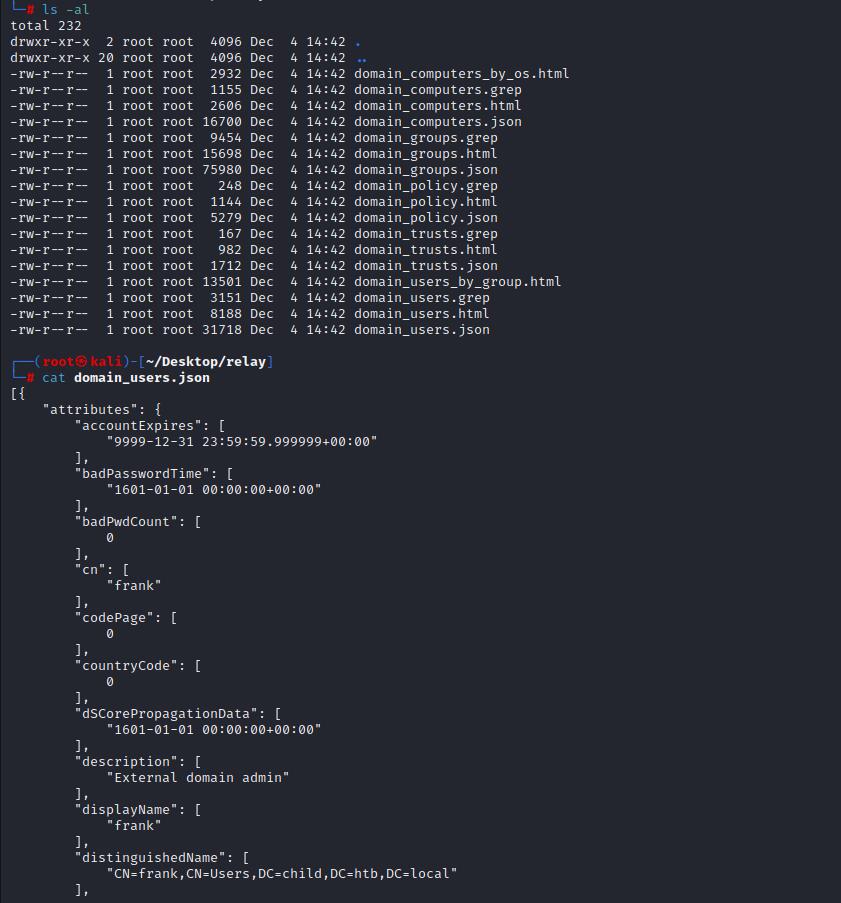 └─# ls -al
total 232
drwxr-xr-x  2 root root  4096 Dec  4 14:42 .
drwxr-xr-x 20 root root  4096 Dec  4 14:42 ..
-rw-r--r--  1 root root  2932 Dec  4 14:42 domain_computers_by_os.html
-rw-r--r--  1 root root  1155 Dec  4 14:42 domain_computers.grep
-rw-r--r--  1 root root  2606 Dec  4 14:42 domain_computers.html
-rw-r--r--  1 root root 16700 Dec  4 14:42 domain_computers.json
-rw-r--r--  1 root root  9454 Dec  4 14:42 domain_groups.grep
-rw-r--r--  1 root root 15698 Dec  4 14:42 domain_groups.html
-rw-r--r--  1 root root 75980 Dec  4 14:42 domain_groups.json
-rw-r--r--  1 root root   248 Dec  4 14:42 domain_policy.grep
-rw-r--r--  1 root root  1144 Dec  4 14:42 domain_policy.html
-rw-r--r--  1 root root  5279 Dec  4 14:42 domain_policy.json
-rw-r--r--  1 root root   167 Dec  4 14:42 domain_trusts.grep
-rw-r--r--  1 root root   982 Dec  4 14:42 domain_trusts.html
-rw-r--r--  1 root root  1712 Dec  4 14:42 domain_trusts.json
-rw-r--r--  1 root root 13501 Dec  4 14:42 domain_users_by_group.html
-rw-r--r--  1 root root  3151 Dec  4 14:42 domain_users.grep
-rw-r--r--  1 root root  8188 Dec  4 14:42 domain_users.html
-rw-r--r--  1 root root 31718 Dec  4 14:42 domain_users.json
┌──(root㉿kali)-[~/Desktop/relay]
└─# cat domain_users.json
[{
    "attributes": {
        "accountExpires": [
            "9999-12-31 23:59:59.999999+00:00"
        ],
        "badPasswordTime": [
            "1601-01-01 00:00:00+00:00"
        ],
        "badPwdCount": [
            0
        ],
        "cn": [
            "frank"
        ],
        "codePage": [
            0
        ],
        "countryCode": [
            0
        ],
        "dSCorePropagationData": [
            "1601-01-01 00:00:00+00:00"
        ],
        "description": [
            "External domain admin"
        ],
        "displayName": [
            "frank"
        ],
        "distinguishedName": [
            "CN=frank,CN=Users,DC=child,DC=htb,DC=local"
        ],